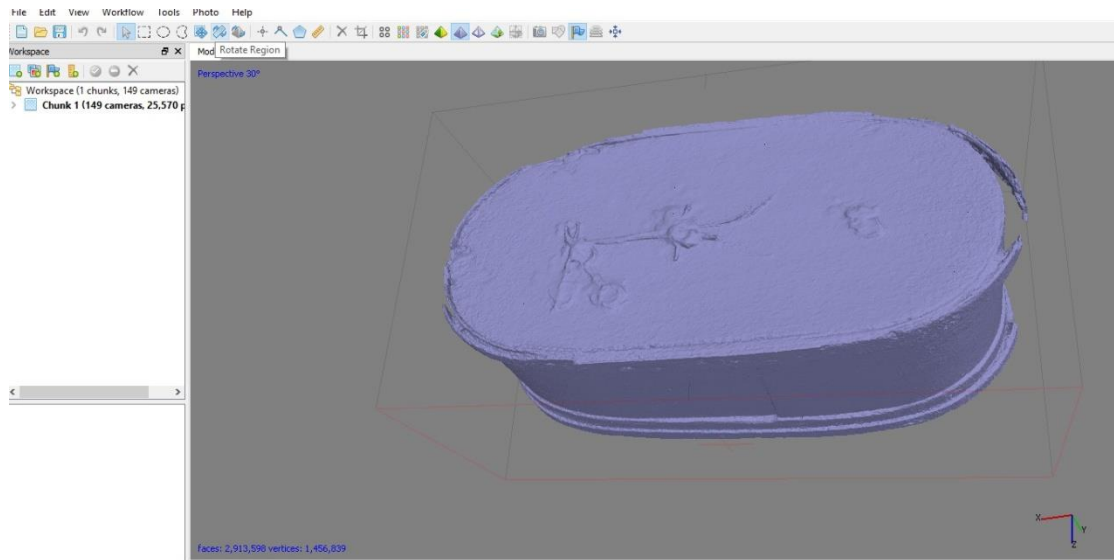 File Edit View Workflow Tools Photo Help
Workspace
Mod
Rotate Region
Perspective 30°
Workspace (1 chunks, 149 cameras)
Chunk 1 (149 cameras, 25,570 p
X
Y
Z
faces: 2,913,598 vertices: 1,456,839